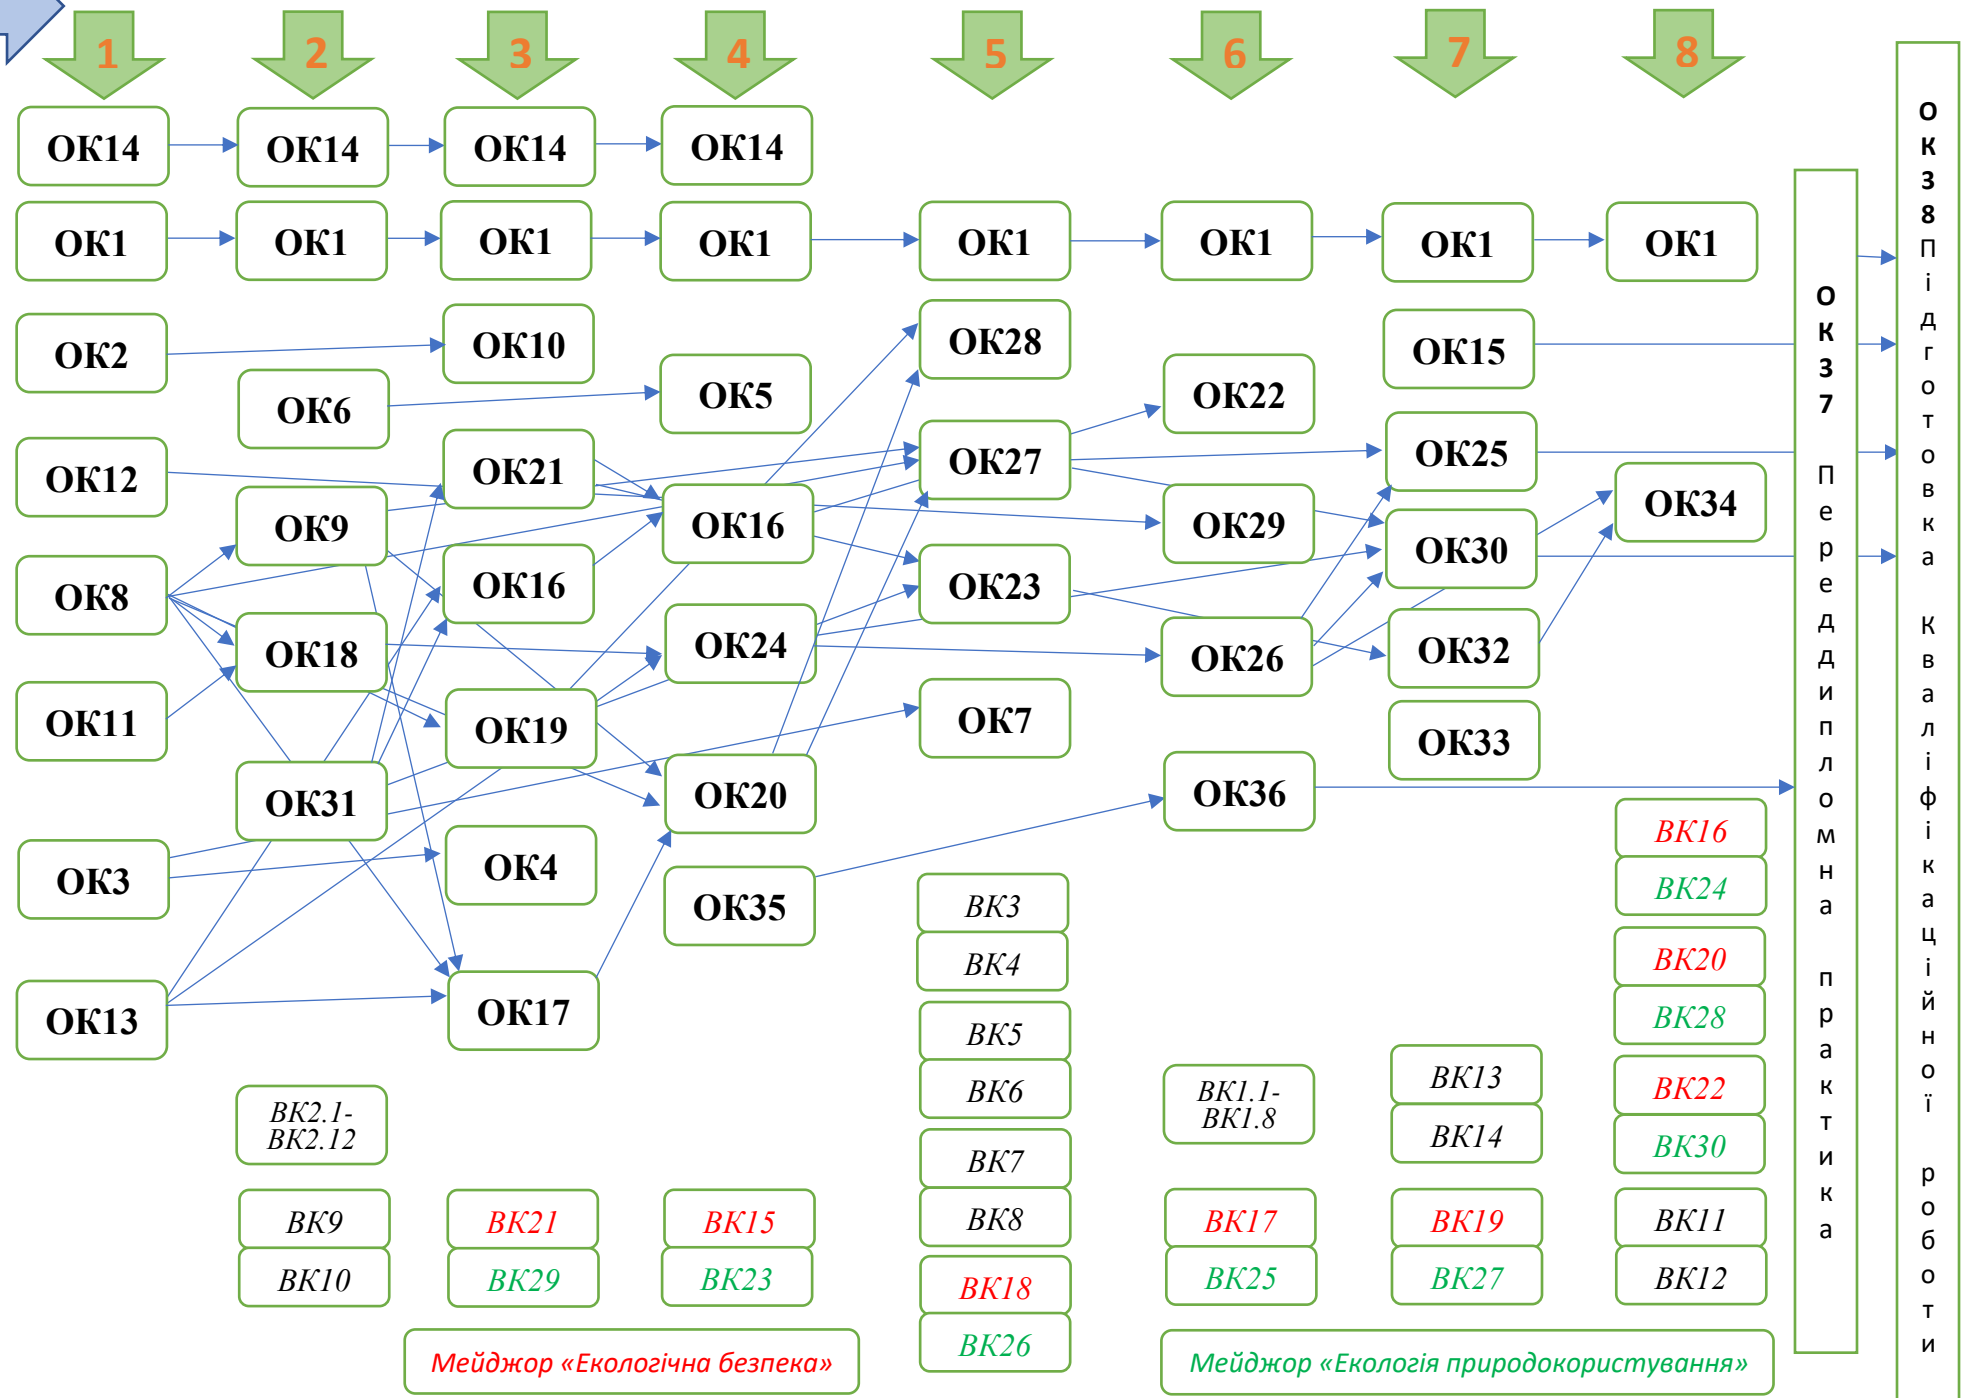 1 2 3 4 5 6 7 8
ОК14 ОК14 ОК14 ОК14
ОК1 ОК1 ОК1 ОК1 ОК1 ОК1 ОК1 ОК1
ОК2 ОК10 ОК28 ОК15
ОК6 ОК5 ОК22
ОК12 ОК21 ОК27 ОК25
ОК9 ОК16 ОК29 ОК34
ОК8 ОК16 ОК23 ОК30
ОК18 ОК24 ОК26 ОК32
ОК11 ОК19 ОК7 ОК33
ОК31 ОК20 ОК36
ОК3 ОК4 ОК35
ОК13 ОК17
ВК3
ВК4
ВК5
ВК6
ВК7
ВК8
ВК18
ВК26
ВК2.1-
ВК2.12
ВК9
ВК10
ВК21
ВК29
ВК15
ВК23
ВК1.1-
ВК1.8
ВК17
ВК25
ВК13
ВК14
ВК19
ВК27
ВК16
ВК24
ВК20
ВК28
ВК22
ВК30
ВК11
ВК12
Мейджор «Екологічна безпека»
Мейджор «Екологія природокористування»
ОК37 Переддипломна практика
ОК38Підготовка Кваліфікаційної роботи